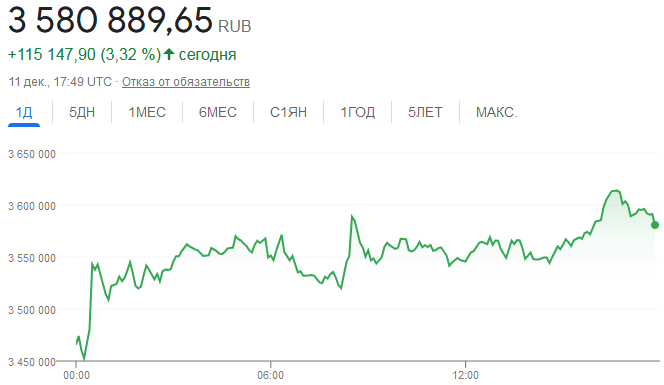 3 580 889,65 RUB
+115 147,90 (3,32 %) ↑ сегодня
11 дек., 17:49 UTC · Отказ от обязательств
1Д 5ДН 1МЕС 6МЕС С1ЯН 1ГОД 5ЛЕТ МАКС.
3 650 000
3 600 000
3 550 000
3 500 000
3 450 000
00:00 06:00 12:00